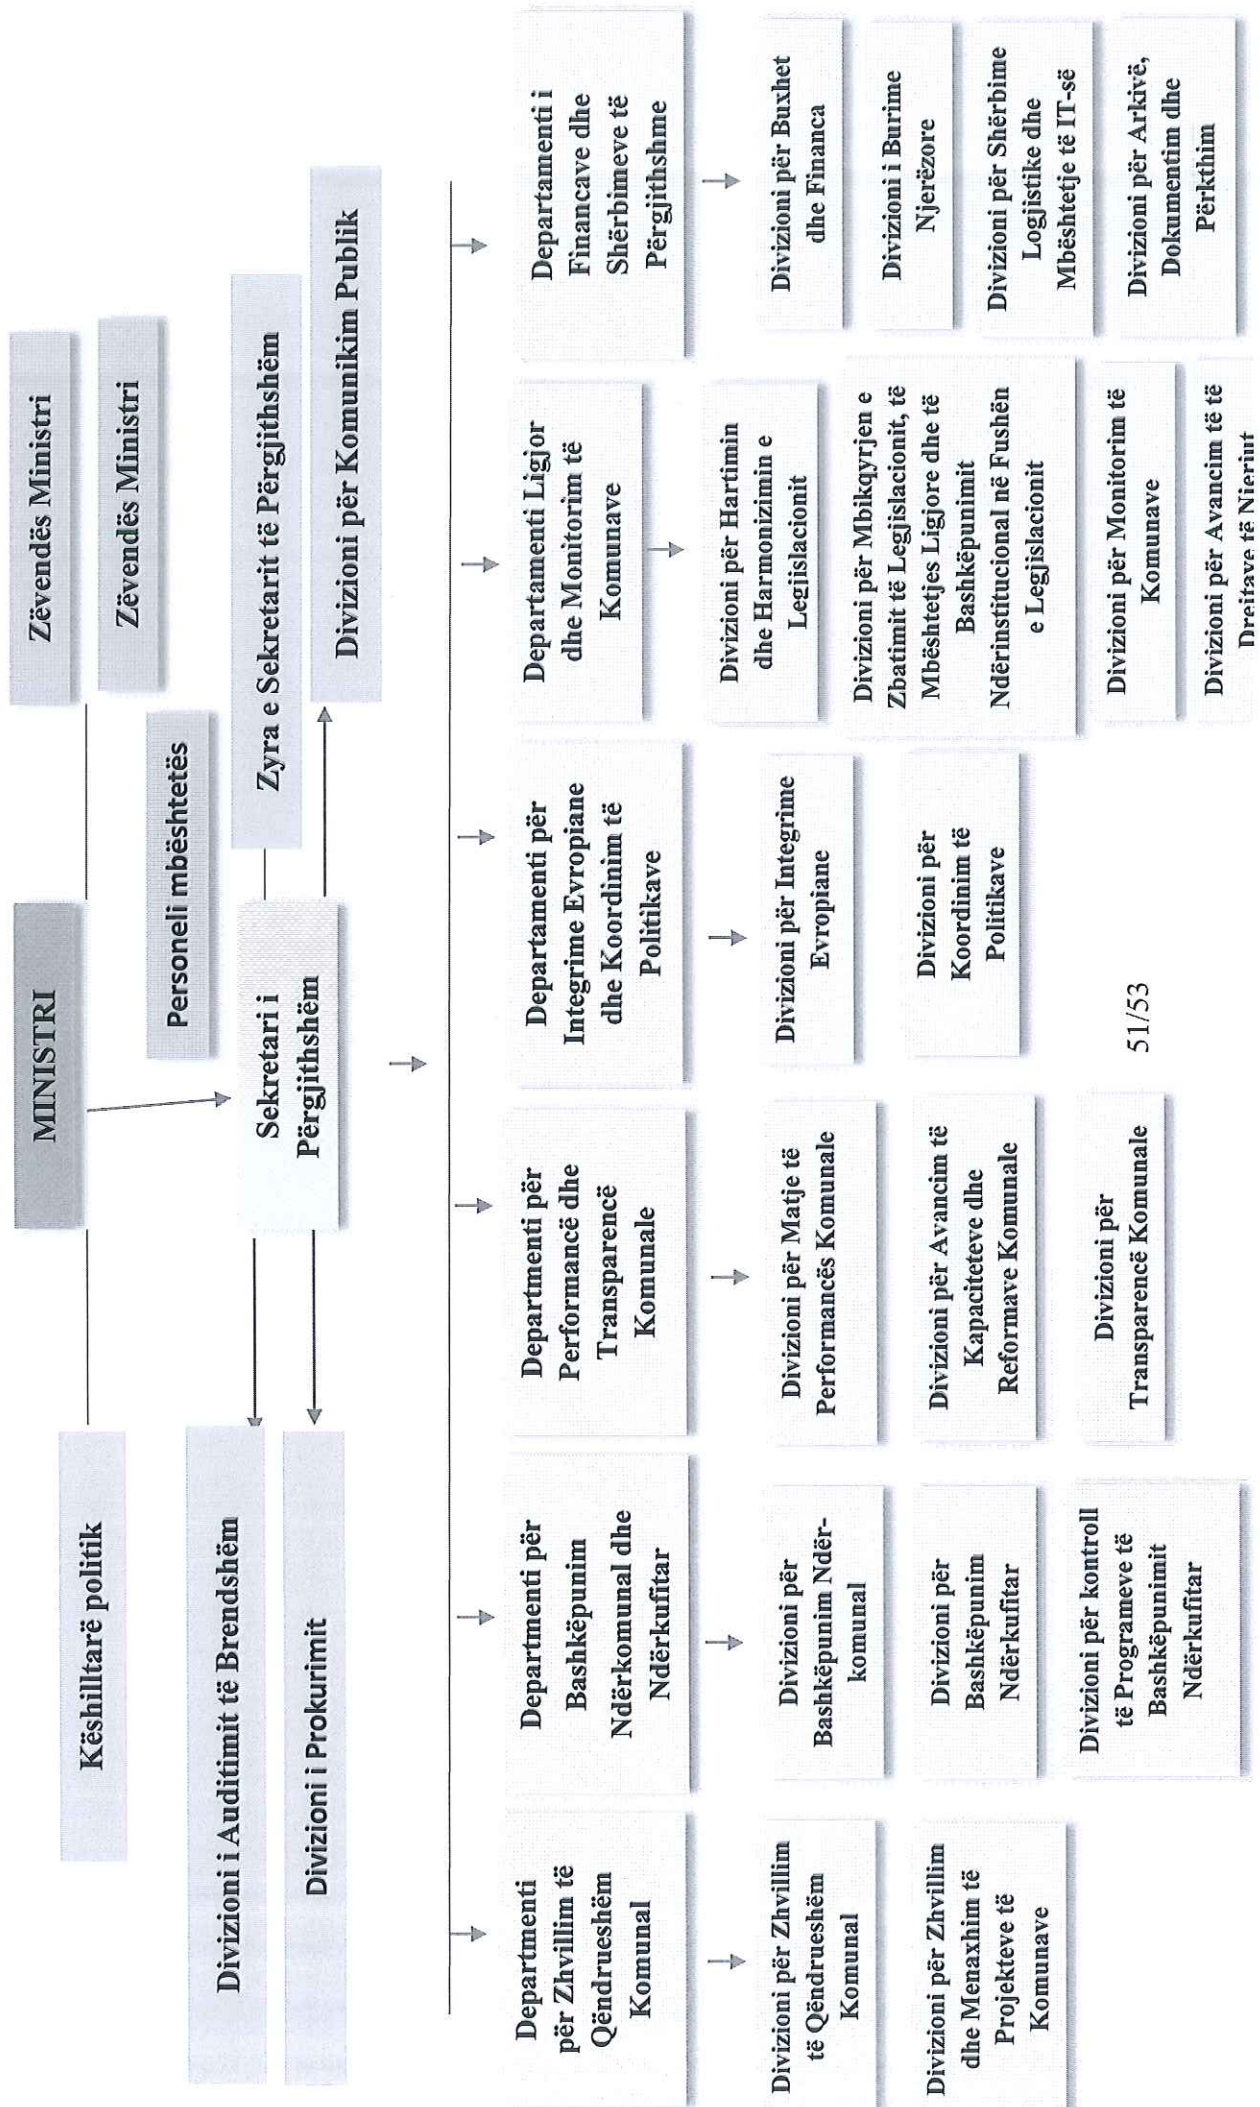 MINISTRI
Zëvendës Ministri
Zëvendës Ministri
Këshilltarë politik
Personeli mbështetës
Sekretari i
Përgjithshëm
Zyra e Sekretarit të Përgjithshëm
Divizioni për Komunikim Publik
Divizioni i Auditimit të Brendshëm
Divizioni i Prokurimit
Departmenti
për Zhvillim të
Qëndrueshëm
Komunal
Divizioni për Zhvillim
të Qëndrueshëm
Komunal
Divizioni për Zhvillim
dhe Menaxhim të
Projekteve të
Komunave
Departmenti për
Bashkëpunim
Ndërkomunal dhe
Ndërkufitar
Divizioni për
Bashkëpunim Ndër-
komunal
Divizioni për
Bashkëpunim
Ndërkufitar
Divizioni për kontroll
të Programeve të
Bashkëpunimit
Ndërkufitar
Departmenti për
Performancë dhe
Transparencë
Komunale
Divizioni për Matje të
Performancës Komunale
Divizioni për Avancim të
Kapaciteteve dhe
Reformave Komunale
Divizioni për
Transparencë Komunale
Departamenti për
Integrime Evropiane
dhe Koordinim të
Politikave
Divizioni për Integrime
Evropiane
Divizioni për
Koordinim të
Politikave
Departamenti Ligjor
dhe Monitorim të
Komunave
Divizioni për Hartimin
dhe Harmonizimin e
Legjislacionit
Divizioni për Mbikqyrjen e
Zbatimit të Legjislacionit, të
Mbështetjes Ligjore dhe të
Bashkëpunimit
Ndërinstitucional në Fushën
e Legjislacionit
Divizioni për Monitorim të
Komunave
Divizioni për Avancim të të
Drejtave të Njeriut
Departamenti i
Financave dhe
Shërbimeve të
Përgjithshme
Divizioni për Buxhet
dhe Financa
Divizioni i Burime
Njerëzore
Divizioni për Shërbime
Logjistike dhe
Mbështetje të IT-së
Divizioni për Arkivë,
Dokumentim dhe
Përkthim
51/53